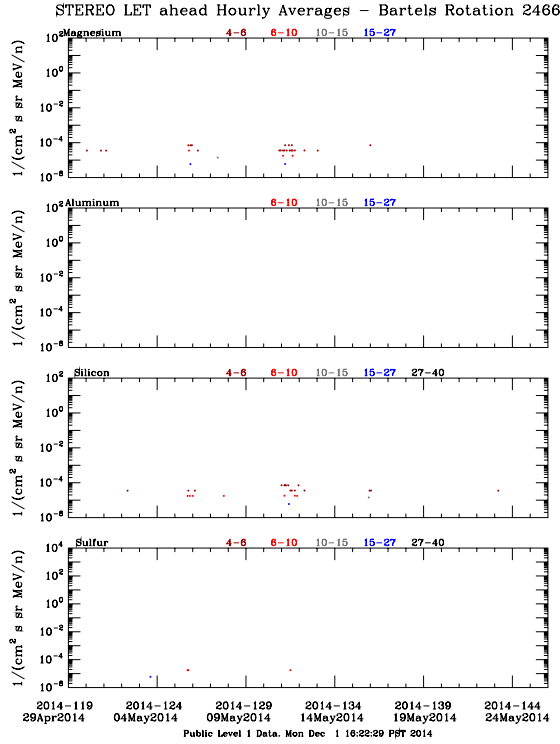 STEREO LET ahead Hourly Averages - Bartels Rotation 2466
Magnesium 4-6 6-10 10-15 15-27
10^2
10^0
10^-2
10^-4
10^-6
1/(cm^2 s sr MeV/n)
Aluminum 6-10 10-15 15-27
10^2
10^0
10^-2
10^-4
10^-6
1/(cm^2 s sr MeV/n)
Silicon 4-6 6-10 10-15 15-27 27-40
10^2
10^0
10^-2
10^-4
10^-6
1/(cm^2 s sr MeV/n)
Sulfur 4-6 6-10 10-15 15-27 27-40
10^4
10^2
10^0
10^-2
10^-4
10^-6
1/(cm^2 s sr MeV/n)
2014-119 2014-124 2014-129 2014-134 2014-139 2014-144
29Apr2014 04May2014 09May2014 14May2014 19May2014 24May2014
Public Level 1 Data. Mon Dec 1 16:22:29 PST 2014